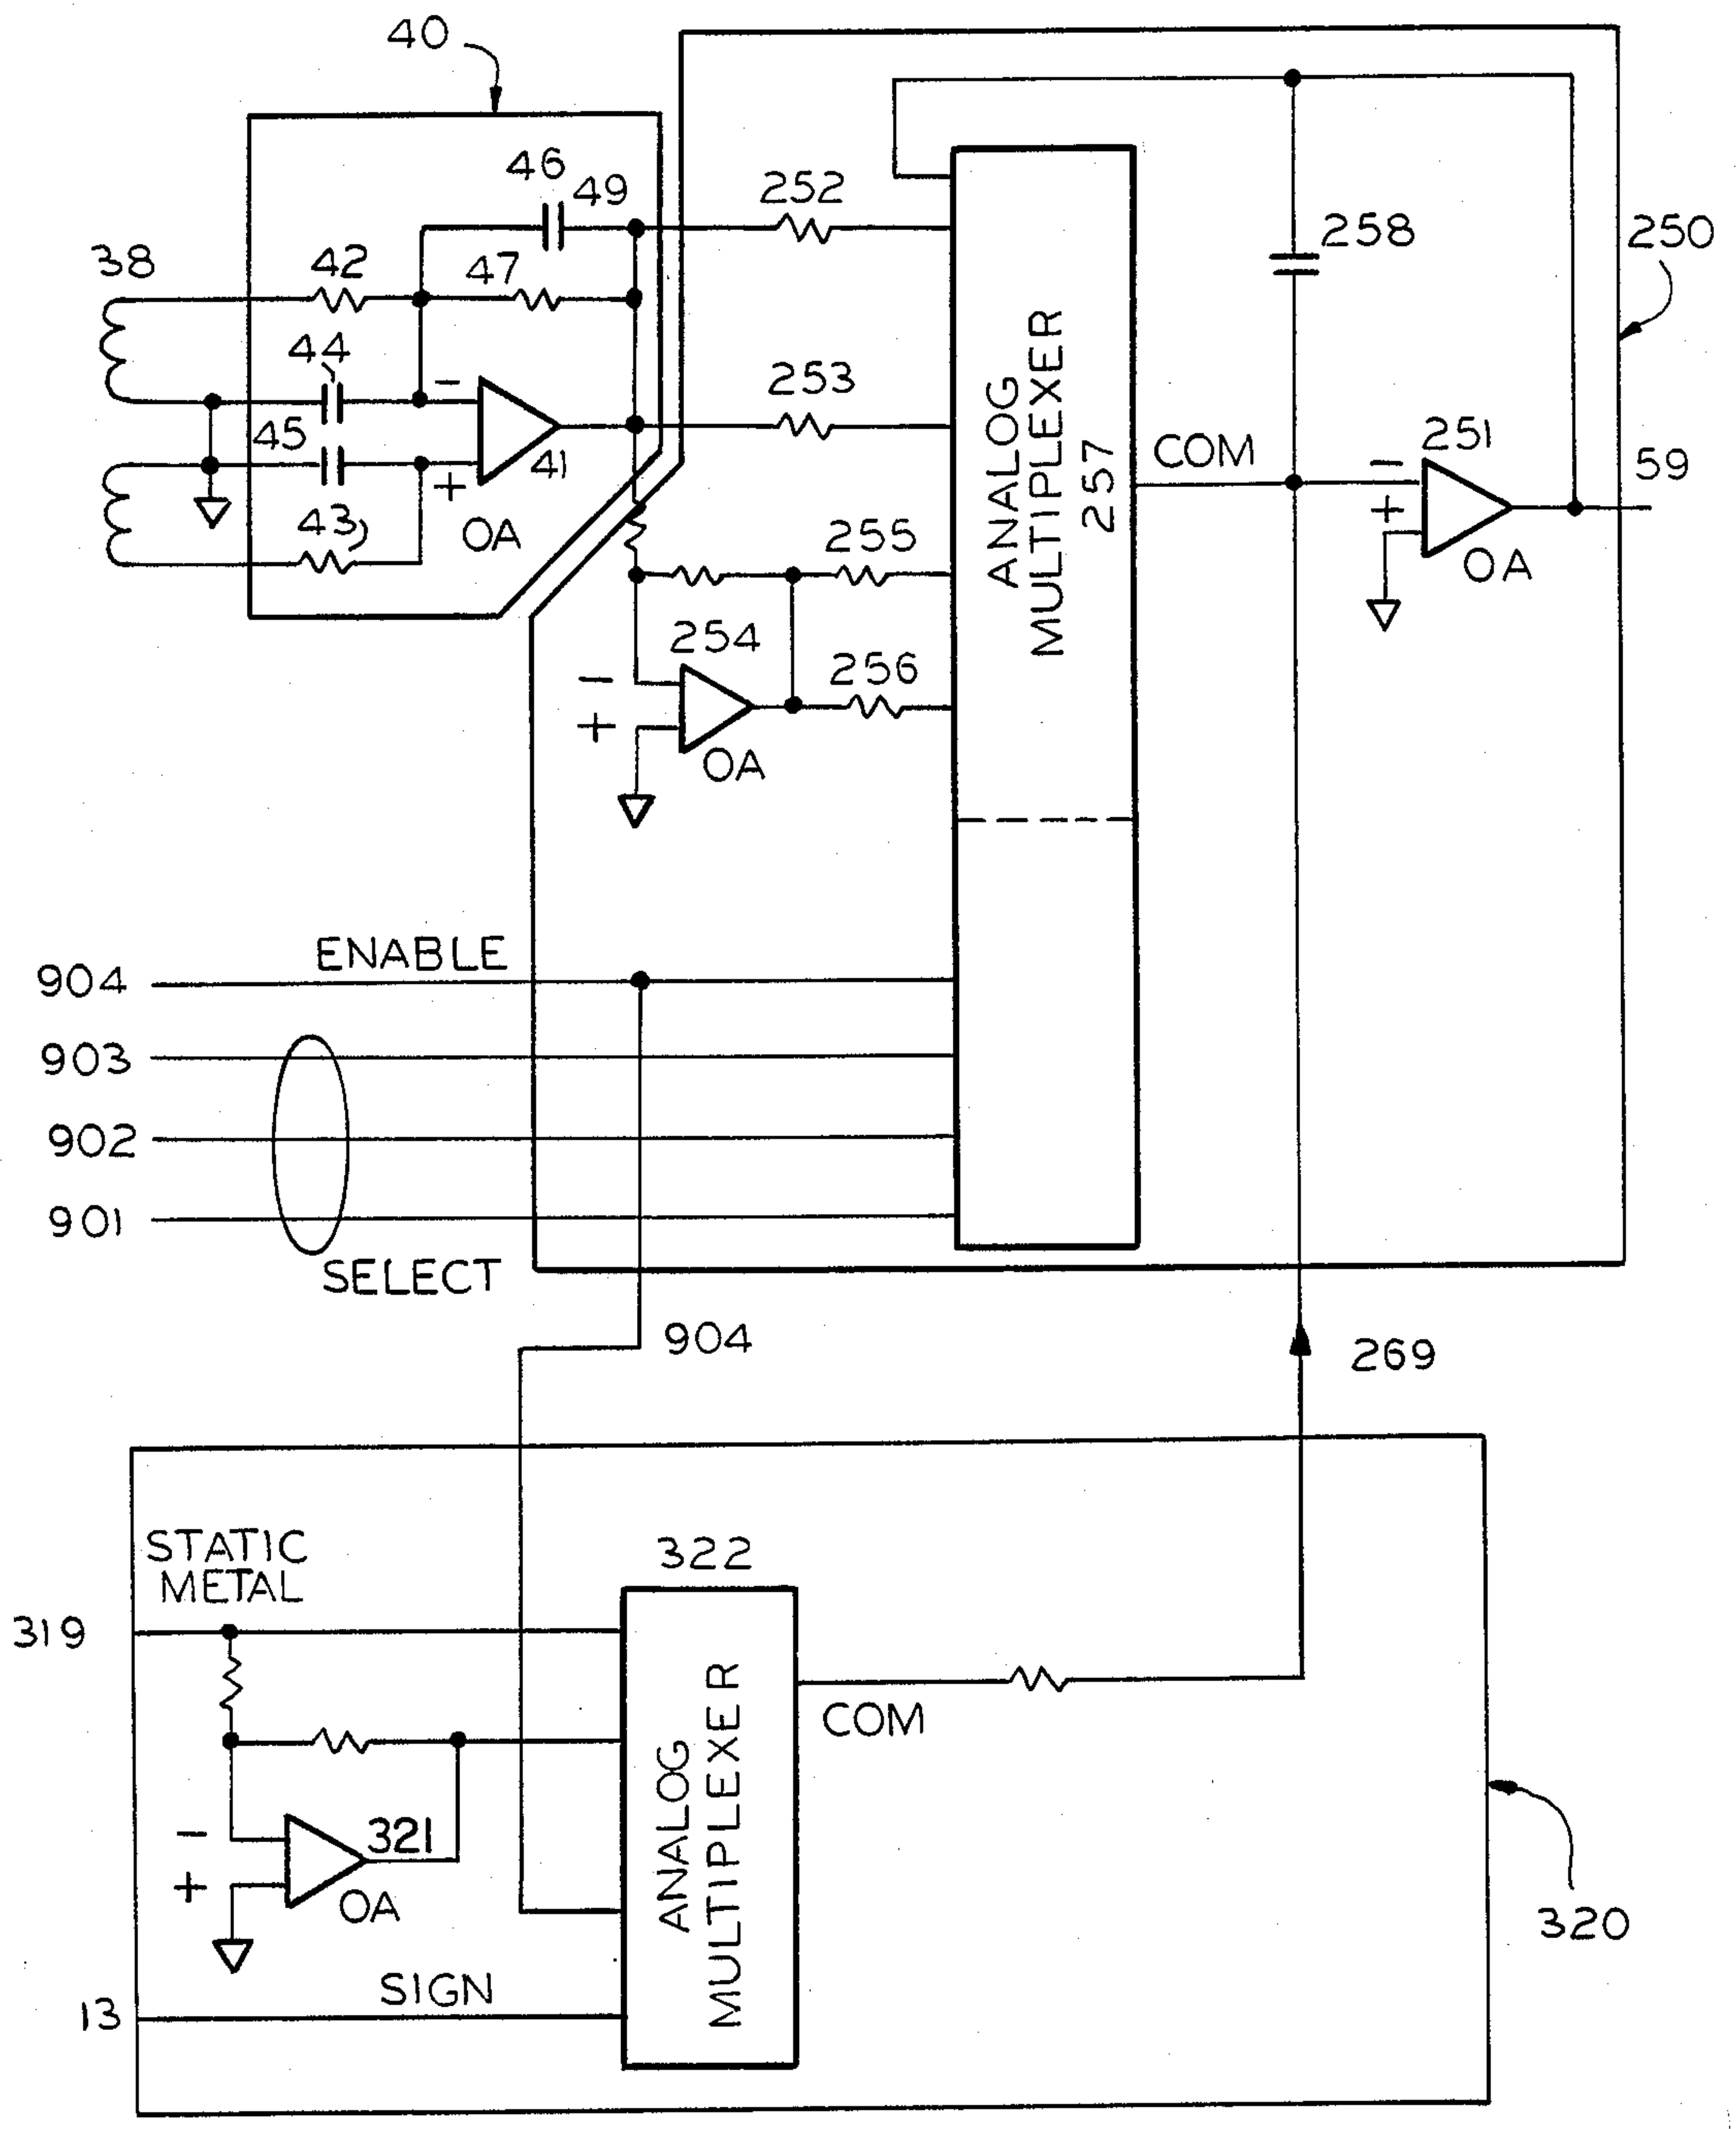 40
46
49
252
38
42
47
258
250
44
253
45
41
COM
251
59
43
OA
255
ANALOG
MULTIPLEXER
257
OA
254
256
OA
ENABLE
904
903
902
901
SELECT
904
269
STATIC
METAL
322
319
COM
ANALOG
MULTIPLEXER
321
OA
320
SIGN
13
- + - + - + - +